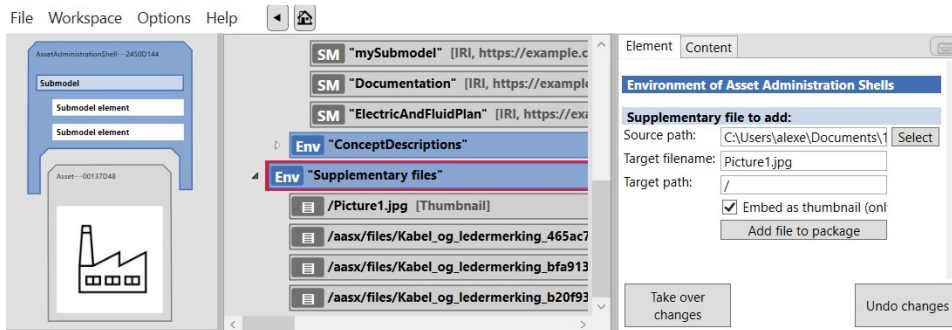 File Workspace Options Help
AssetAdministrationShell---2450D144
Submodel
Submodel element
Submodel element
Asset---00137D48
SM "mySubmodel" [IRI, https://example.c
SM "Documentation" [IRI, https://example
SM "ElectricAndFluidPlan" [IRI, https://exa
Env "ConceptDescriptions"
Env "Supplementary files"
/Picture1.jpg [Thumbnail]
/aasx/files/Kabel_og_ledermerking_465ac7
/aasx/files/Kabel_og_ledermerking_bfa913
/aasx/files/Kabel_og_ledermerking_b20f93
Element Content
Environment of Asset Administration Shells
Supplementary file to add:
Source path: C:\Users\alexe\Documents\1 Select
Target filename: Picture1.jpg
Target path: /
Embed as thumbnail (onl
Add file to package
Take over
changes
Undo changes